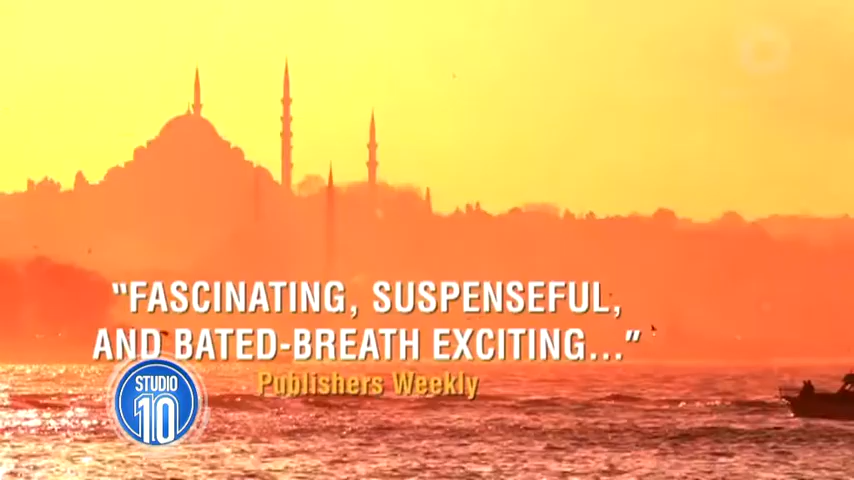 “FASCINATING, SUSPENSEFUL,
AND BATED-BREATH EXCITING...”
Publishers Weekly
STUDIO
10